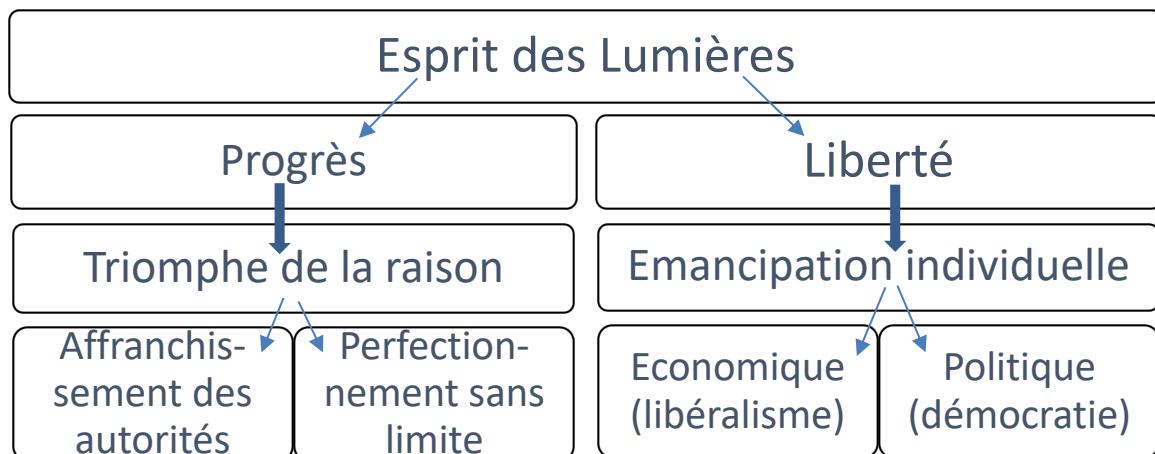 Esprit des Lumières
Progrès
Liberté
Triomphe de la raison
Emancipation individuelle
Affranchis-
sement des
autorités
Perfection-
nement sans
limite
Economique
(libéralisme)
Politique
(démocratie)